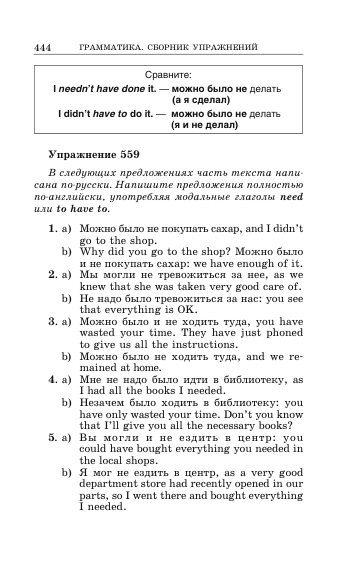 444 ГРАММАТИКА. СБОРНИК УПРАЖНЕНИЙ
Сравните:
I needn't have done it. — можно было не делать
(а я сделал)
I didn't have to do it. — можно было не делать
(я и не делал)
Упражнение 559
В следующих предложениях часть текста напи-
сана по-русски. Напишите предложения полностью
по-английски, употребляя модальные глаголы need
или to have to.
1. a) Можно было не покупать сахар, and I didn't
go to the shop.
b) Why did you go to the shop? Можно было
и не покупать сахар: we have enough of it.
2. a) Мы могли не тревожиться за нее, as we
knew that she was taken very good care of.
b) Не надо было тревожиться за нас: you see
that everything is OK.
3. a) Можно было и не ходить туда, you have
wasted your time. They have just phoned
to give us all the instructions.
b) Можно было не ходить туда, and we re-
mained at home.
4. a) Мне не надо было идти в библиотеку, as
I had all the books I needed.
b) Незачем было ходить в библиотеку: you
have only wasted your time. Don't you know
that I'll give you all the necessary books?
5. a) Вы могли и не ездить в центр: you
could have bought everything you needed in
the local shops.
b) Я мог не ездить в центр, as a very good
department store had recently opened in our
parts, so I went there and bought everything
I needed.